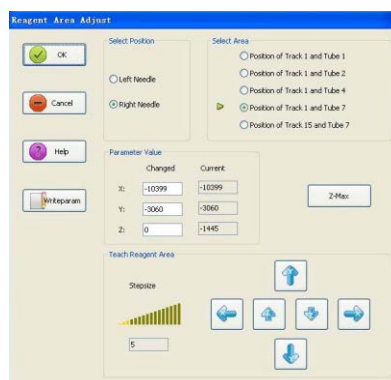 Reagent Area Adjust
OK
Cancel
Help
Writeparam
Select Position
Left Needle
Right Needle
Select Area
Position of Track 1 and Tube 1
Position of Track 1 and Tube 2
Position of Track 1 and Tube 4
Position of Track 1 and Tube 7
Position of Track 15 and Tube 7
Parameter Value
Changed Current
X: -10399 -10399
Y: -3060 -3060
Z: 0 -1445
Z-Max
Teach Reagent Area
Stepsize
5